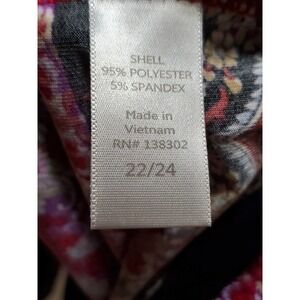 SHELL
95% POLYESTER
5% SPANDEX
Made in
Vietnam
RN# 138302
22/24